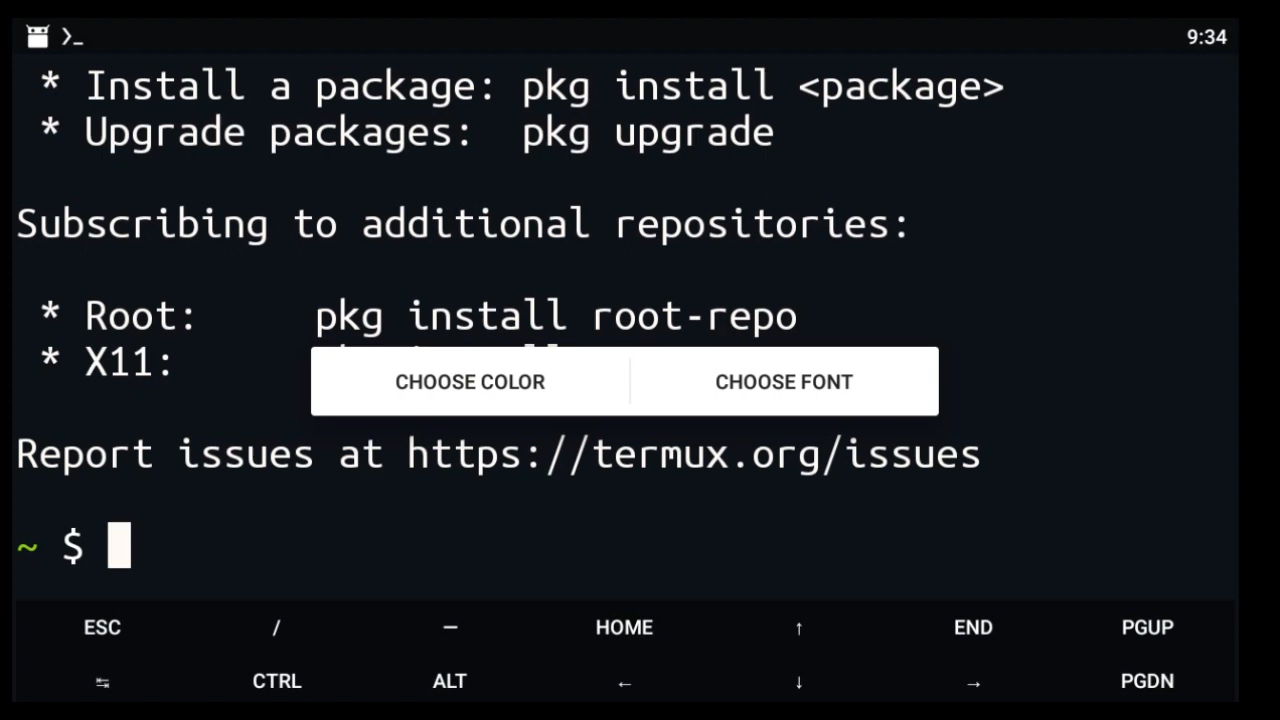 9:34
* Install a package: pkg install <package>
* Upgrade packages:  pkg upgrade
Subscribing to additional repositories:
* Root:     pkg install root-repo
* X11:
CHOOSE COLOR CHOOSE FONT
Report issues at https://termux.org/issues
~ $
ESC / — HOME ↑ END PGUP
↹ CTRL ALT ← ↓ → PGDN